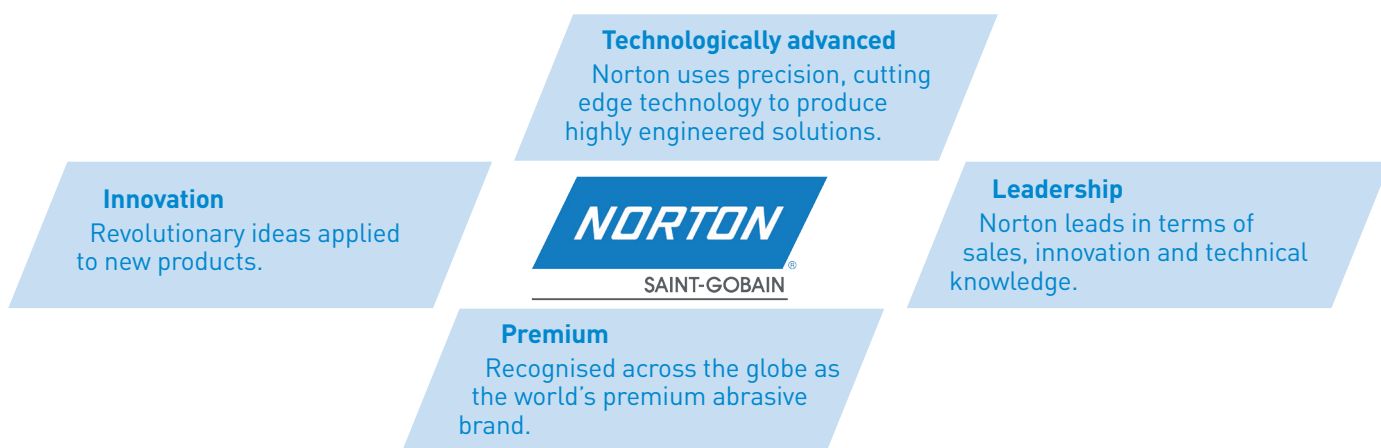 Technologically advanced
Norton uses precision, cutting
edge technology to produce
highly engineered solutions.
Innovation
Revolutionary ideas applied
to new products.
NORTON
®
SAINT-GOBAIN
Leadership
Norton leads in terms of
sales, innovation and technical
knowledge.
Premium
Recognised across the globe as
the world's premium abrasive
brand.